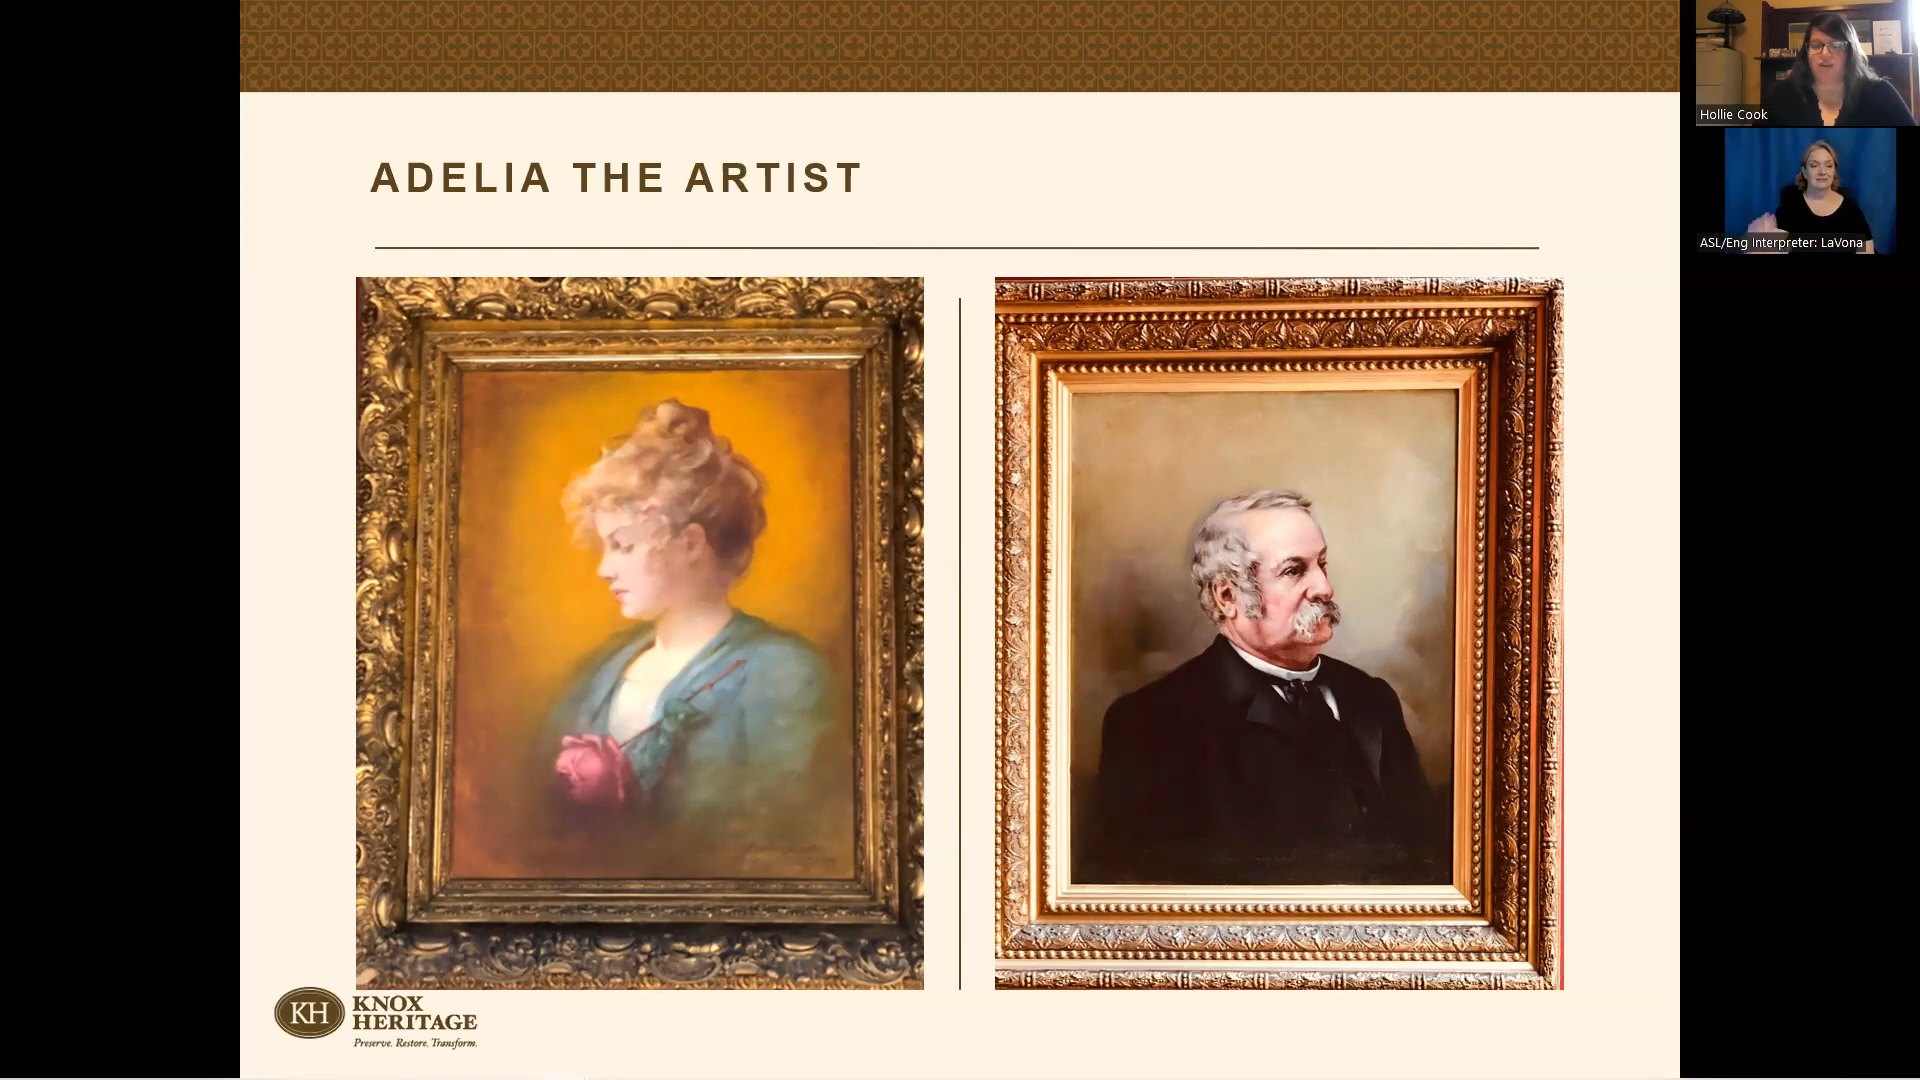 ADELIA THE ARTIST
KH
KNOX
HERITAGE
Preserve. Restore. Transform.
Hollie Cook
ASL/Eng Interpreter: LaVona